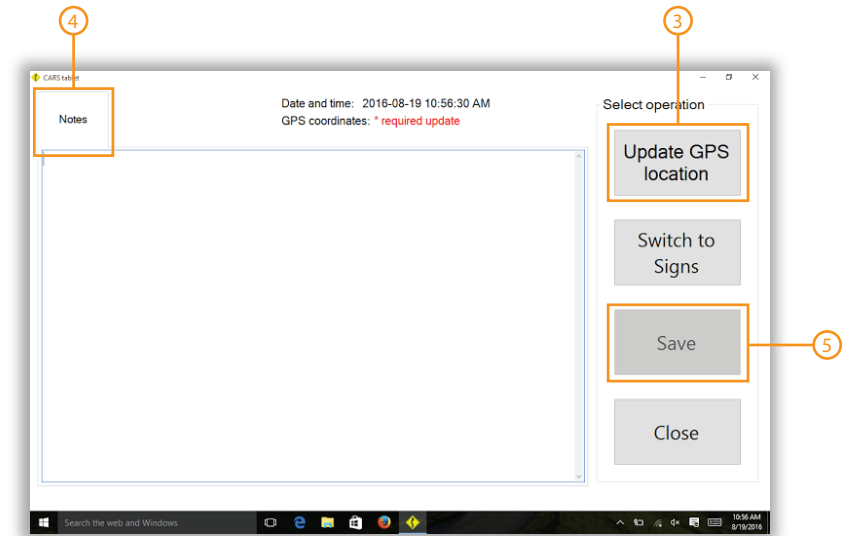 4
3
CARS tablet
Notes
Date and time: 2016-08-19 10:56:30 AM
GPS coordinates: * required update
Select operation
Update GPS
location
Switch to
Signs
Save
5
Close
Search the web and Windows
10:56 AM
8/19/2016